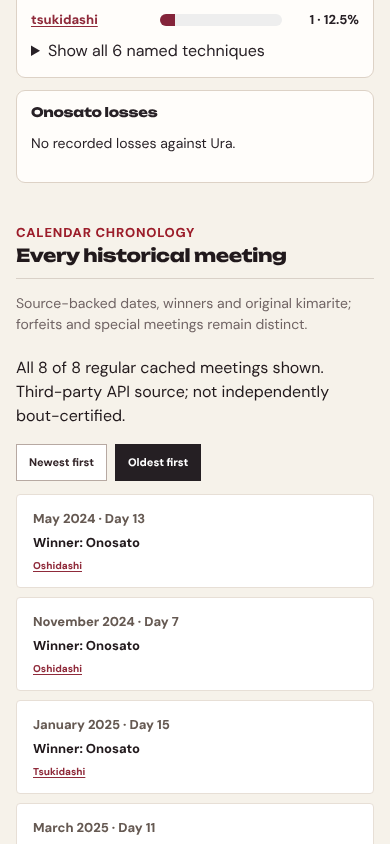 tsukidashi 1 · 12.5%
▶ Show all 6 named techniques
Onosato losses
No recorded losses against Ura.
CALENDAR CHRONOLOGY
Every historical meeting
Source-backed dates, winners and original kimarite;
forfeits and special meetings remain distinct.
All 8 of 8 regular cached meetings shown.
Third-party API source; not independently
bout-certified.
Newest first Oldest first
May 2024 · Day 13
Winner: Onosato
Oshidashi
November 2024 · Day 7
Winner: Onosato
Oshidashi
January 2025 · Day 15
Winner: Onosato
Tsukidashi
March 2025 · Day 11